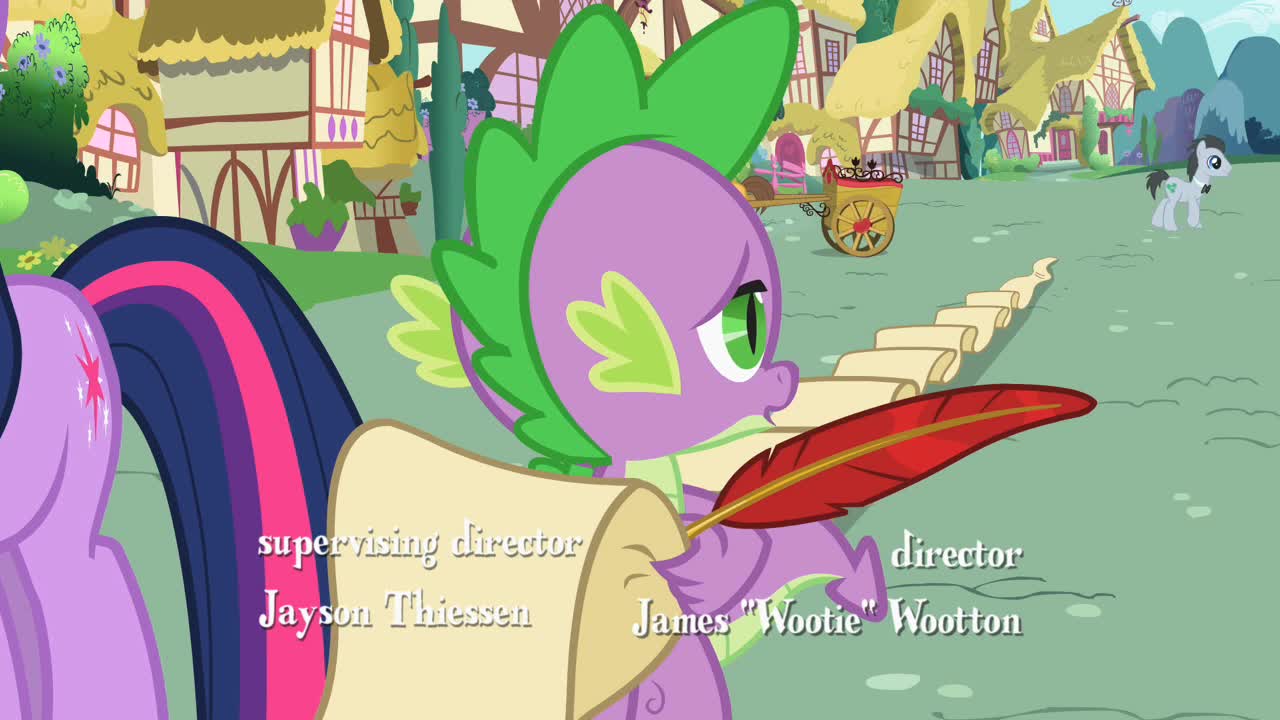 supervising director
Jayson Thiessen
director
James "Wootie" Wootton